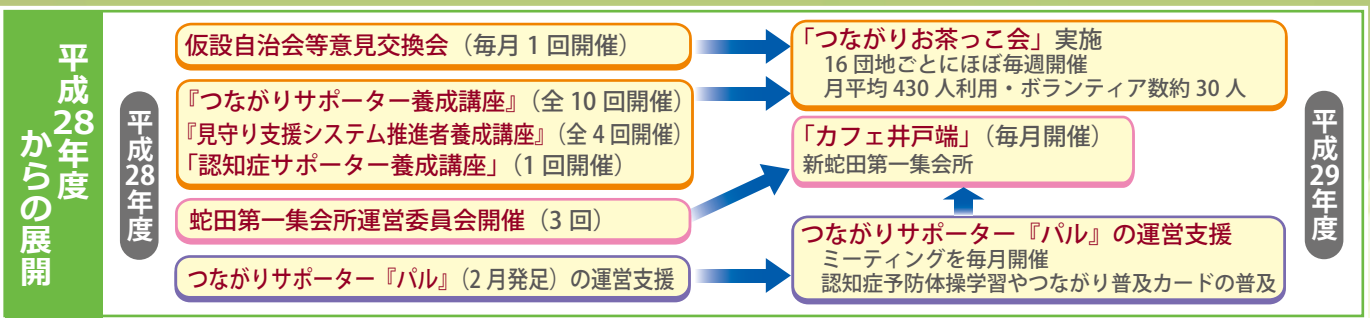 平成28年度
からの展開
平成28年度
仮設自治会等意見交換会（毎月1回開催）
『つながりサポーター養成講座』（全10回開催）
『見守り支援システム推進者養成講座』（全4回開催）
「認知症サポーター養成講座」（1回開催）
蛇田第一集会所運営委員会開催（3回）
つながりサポーター『パル』（2月発足）の運営支援
「つながりお茶っこ会」実施
16団地ごとにほぼ毎週開催
月平均430人利用・ボランティア数約30人
「カフェ井戸端」（毎月開催）
新蛇田第一集会所
つながりサポーター『パル』の運営支援
ミーティングを毎月開催
認知症予防体操学習やつながり普及カードの普及
平成29年度